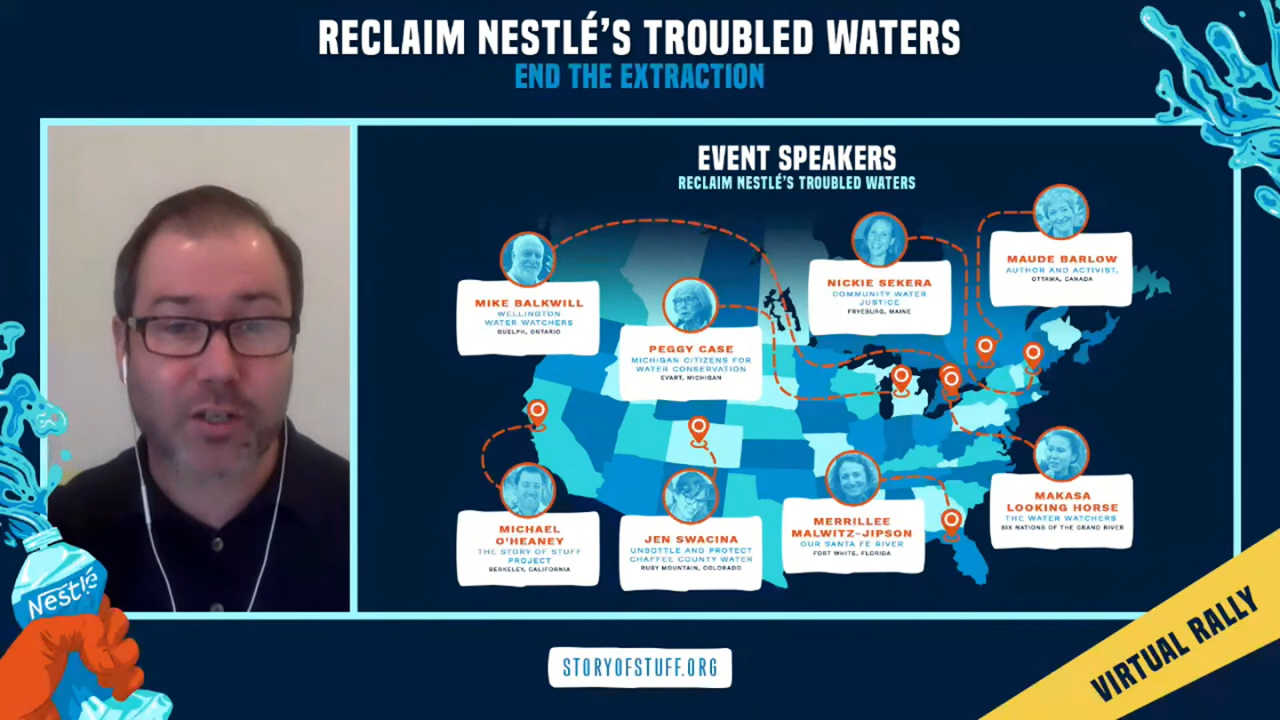 RECLAIM NESTLÉ'S TROUBLED WATERS
END THE EXTRACTION
EVENT SPEAKERS
RECLAIM NESTLÉ'S TROUBLED WATERS
MIKE BALKWILL
WELLINGTON
WATER WATCHERS
GUELPH, ONTARIO
PEGGY CASE
MICHIGAN CITIZENS FOR
WATER CONSERVATION
EVART, MICHIGAN
NICKIE SEKERA
COMMUNITY WATER
JUSTICE
FRYEBURG, MAINE
MAUDE BARLOW
AUTHOR AND ACTIVIST,
OTTAWA, CANADA
MICHAEL
O'HEANEY
THE STORY OF STUFF
PROJECT
BERKELEY, CALIFORNIA
JEN SWACINA
UNBOTTLE AND PROTECT
CHAFFEE COUNTY WATER
RUBY MOUNTAIN, COLORADO
MERRILLEE
MALWITZ-JIPSON
OUR SANTA FE RIVER
FORT WHITE, FLORIDA
MAKASA
LOOKING HORSE
THE WATER WATCHERS
SIX NATIONS OF THE GRAND RIVER
Nestlé
STORYOFSTUFF.ORG
VIRTUAL RALLY